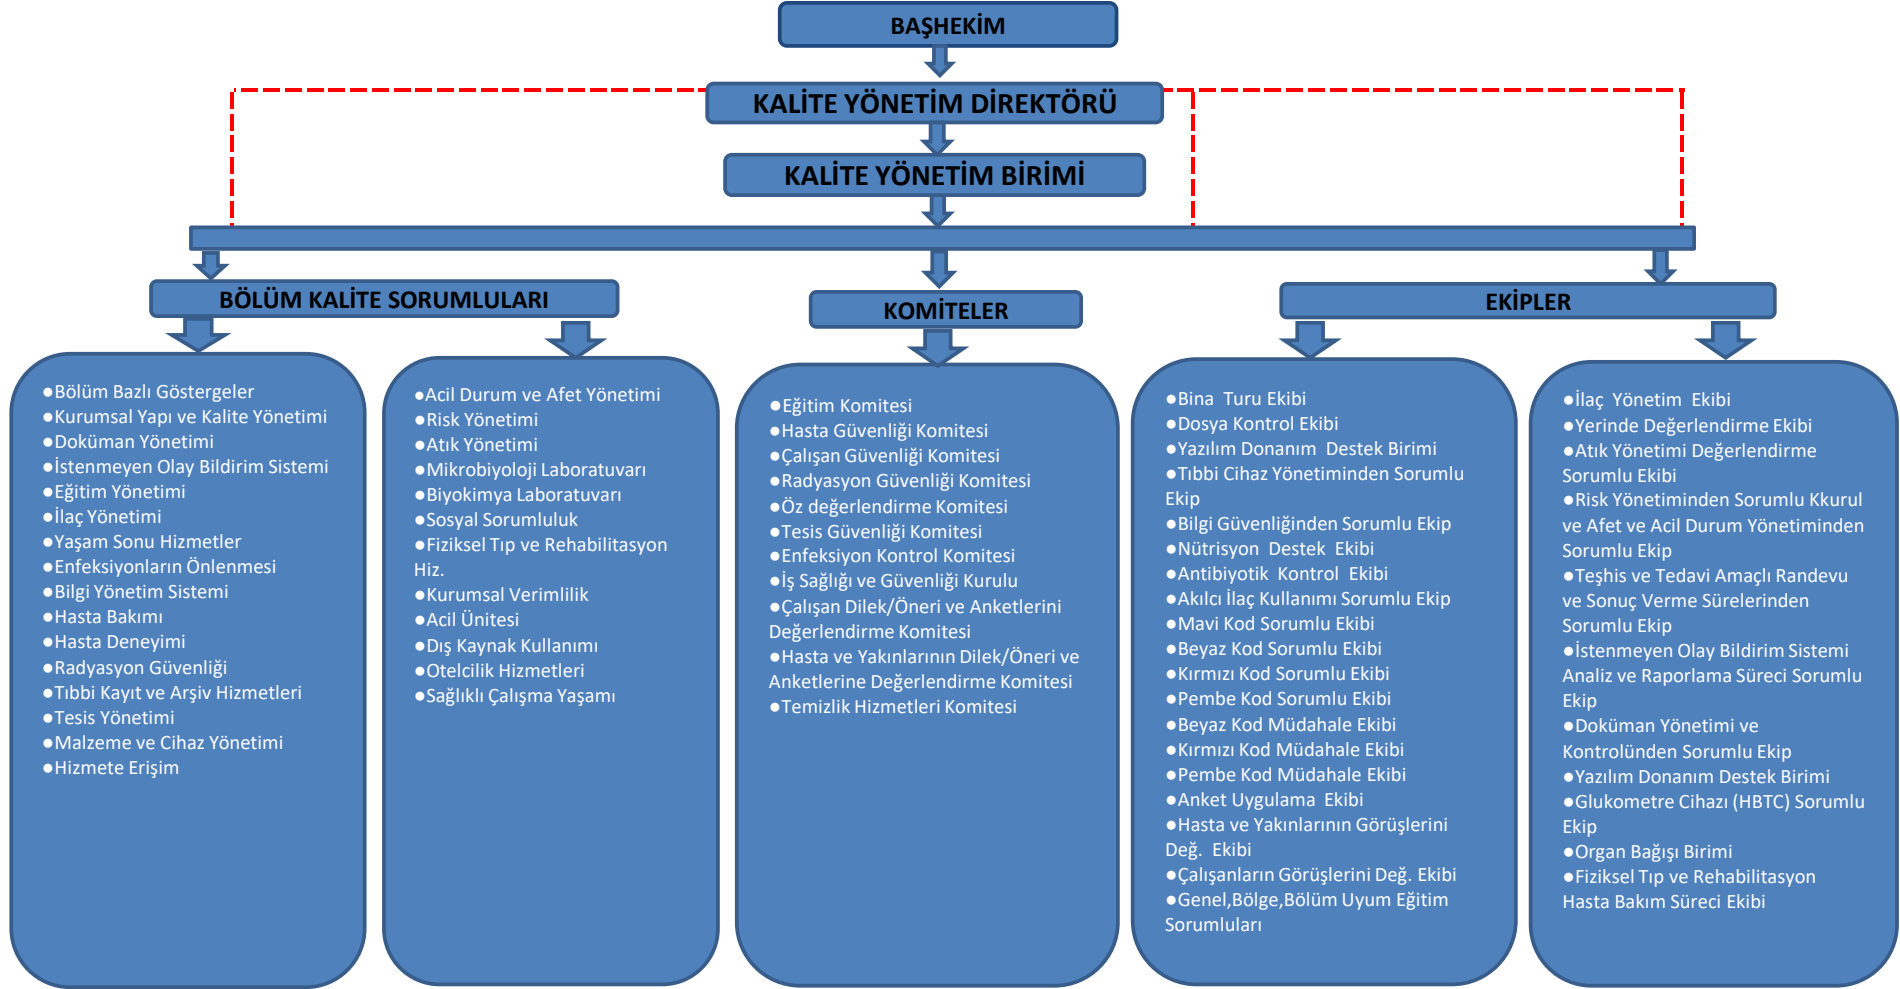 BAŞHEKİM
KALİTE YÖNETİM DİREKTÖRÜ
KALİTE YÖNETİM BİRİMİ
BÖLÜM KALİTE SORUMLULARI
●Bölüm Bazlı Göstergeler
●Kurumsal Yapı ve Kalite Yönetimi
●Doküman Yönetimi
●İstenmeyen Olay Bildirim Sistemi
●Eğitim Yönetimi
●İlaç Yönetimi
●Yaşam Sonu Hizmetler
●Enfeksiyonların Önlenmesi
●Bilgi Yönetim Sistemi
●Hasta Bakımı
●Hasta Deneyimi
●Radyasyon Güvenliği
●Tıbbi Kayıt ve Arşiv Hizmetleri
●Tesis Yönetimi
●Malzeme ve Cihaz Yönetimi
●Hizmete Erişim
●Acil Durum ve Afet Yönetimi
●Risk Yönetimi
●Atık Yönetimi
●Mikrobiyoloji Laboratuvarı
●Biyokimya Laboratuvarı
●Sosyal Sorumluluk
●Fiziksel Tıp ve Rehabilitasyon
Hiz.
●Kurumsal Verimlilik
●Acil Ünitesi
●Dış Kaynak Kullanımı
●Otelcilik Hizmetleri
●Sağlıklı Çalışma Yaşamı
KOMİTELER
●Eğitim Komitesi
●Hasta Güvenliği Komitesi
●Çalışan Güvenliği Komitesi
●Radyasyon Güvenliği Komitesi
●Öz değerlendirme Komitesi
●Tesis Güvenliği Komitesi
●Enfeksiyon Kontrol Komitesi
●İş Sağlığı ve Güvenliği Kurulu
●Çalışan Dilek/Öneri ve Anketlerini
Değerlendirme Komitesi
●Hasta ve Yakınlarının Dilek/Öneri ve
Anketlerine Değerlendirme Komitesi
●Temizlik Hizmetleri Komitesi
EKİPLER
●Bina Turu Ekibi
●Dosya Kontrol Ekibi
●Yazılım Donanım Destek Birimi
●Tıbbi Cihaz Yönetiminden Sorumlu
Ekip
●Bilgi Güvenliğinden Sorumlu Ekip
●Nütrisyon Destek Ekibi
●Antibiyotik Kontrol Ekibi
●Akılcı İlaç Kullanımı Sorumlu Ekip
●Mavi Kod Sorumlu Ekibi
●Beyaz Kod Sorumlu Ekibi
●Kırmızı Kod Sorumlu Ekibi
●Pembe Kod Sorumlu Ekibi
●Beyaz Kod Müdahale Ekibi
●Kırmızı Kod Müdahale Ekibi
●Pembe Kod Müdahale Ekibi
●Anket Uygulama Ekibi
●Hasta ve Yakınlarının Görüşlerini
Değ. Ekibi
●Çalışanların Görüşlerini Değ. Ekibi
●Genel,Bölge,Bölüm Uyum Eğitim
Sorumluları
●İlaç Yönetim Ekibi
●Yerinde Değerlendirme Ekibi
●Atık Yönetimi Değerlendirme
Sorumlu Ekibi
●Risk Yönetiminden Sorumlu Kkurul
ve Afet ve Acil Durum Yönetiminden
Sorumlu Ekip
●Teşhis ve Tedavi Amaçlı Randevu
ve Sonuç Verme Sürelerinden
Sorumlu Ekip
●İstenmeyen Olay Bildirim Sistemi
Analiz ve Raporlama Süreci Sorumlu
Ekip
●Doküman Yönetimi ve
Kontrolünden Sorumlu Ekip
●Yazılım Donanım Destek Birimi
●Glukometre Cihazı (HBTC) Sorumlu
Ekip
●Organ Bağışı Birimi
●Fiziksel Tıp ve Rehabilitasyon
Hasta Bakım Süreci Ekibi